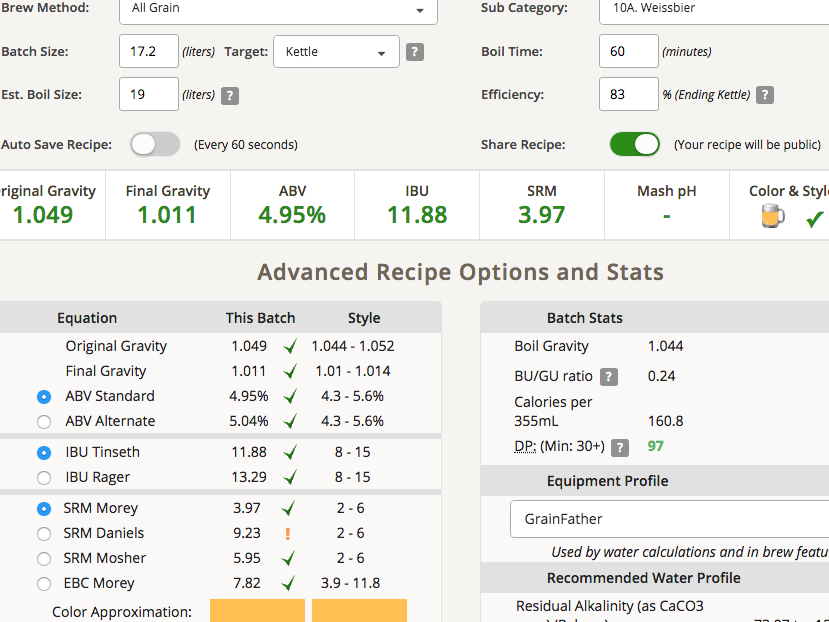 Brew Method: All Grain Sub Category: 10A. Weissbier
Batch Size: 17.2 (liters) Target: Kettle ? Boil Time: 60 (minutes)
Est. Boil Size: 19 (liters) ? Efficiency: 83 % (Ending Kettle) ?
Auto Save Recipe: (Every 60 seconds) Share Recipe: (Your recipe will be public)
riginal Gravity Final Gravity ABV IBU SRM Mash pH Color & Style
1.049 1.011 4.95% 11.88 3.97 -
Advanced Recipe Options and Stats
Equation This Batch Style
Original Gravity 1.049 1.044 - 1.052
Final Gravity 1.011 1.01 - 1.014
ABV Standard 4.95% 4.3 - 5.6%
ABV Alternate 5.04% 4.3 - 5.6%
IBU Tinseth 11.88 8 - 15
IBU Rager 13.29 8 - 15
SRM Morey 3.97 2 - 6
SRM Daniels 9.23 ! 2 - 6
SRM Mosher 5.95 2 - 6
EBC Morey 7.82 3.9 - 11.8
Color Approximation:
Batch Stats
Boil Gravity 1.044
BU/GU ratio ? 0.24
Calories per
355mL 160.8
DP: (Min: 30+) ? 97
Equipment Profile
GrainFather
Used by water calculations and in brew featu
Recommended Water Profile
Residual Alkalinity (as CaCO3